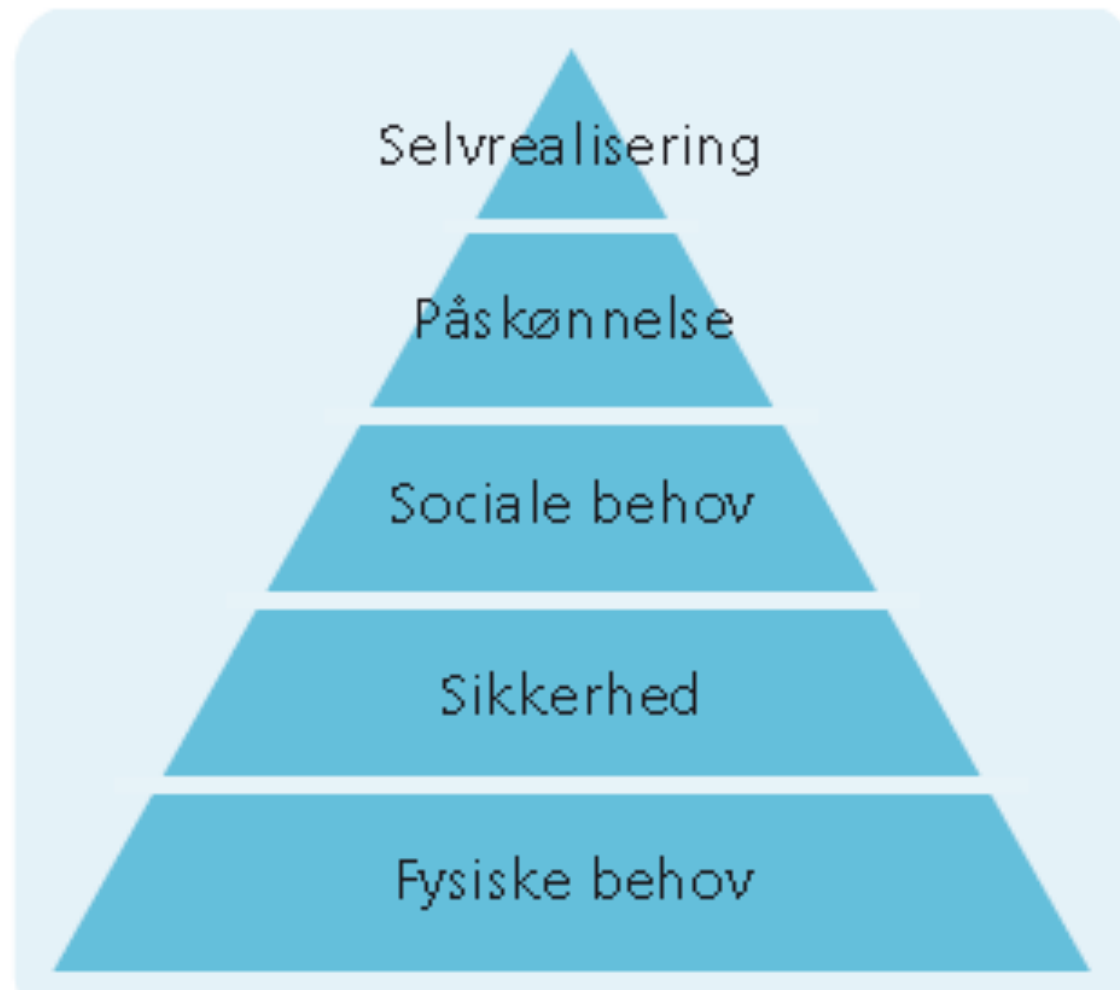 Selvrealisering
Påskønnelse
Sociale behov
Sikkerhed
Fysiske behov